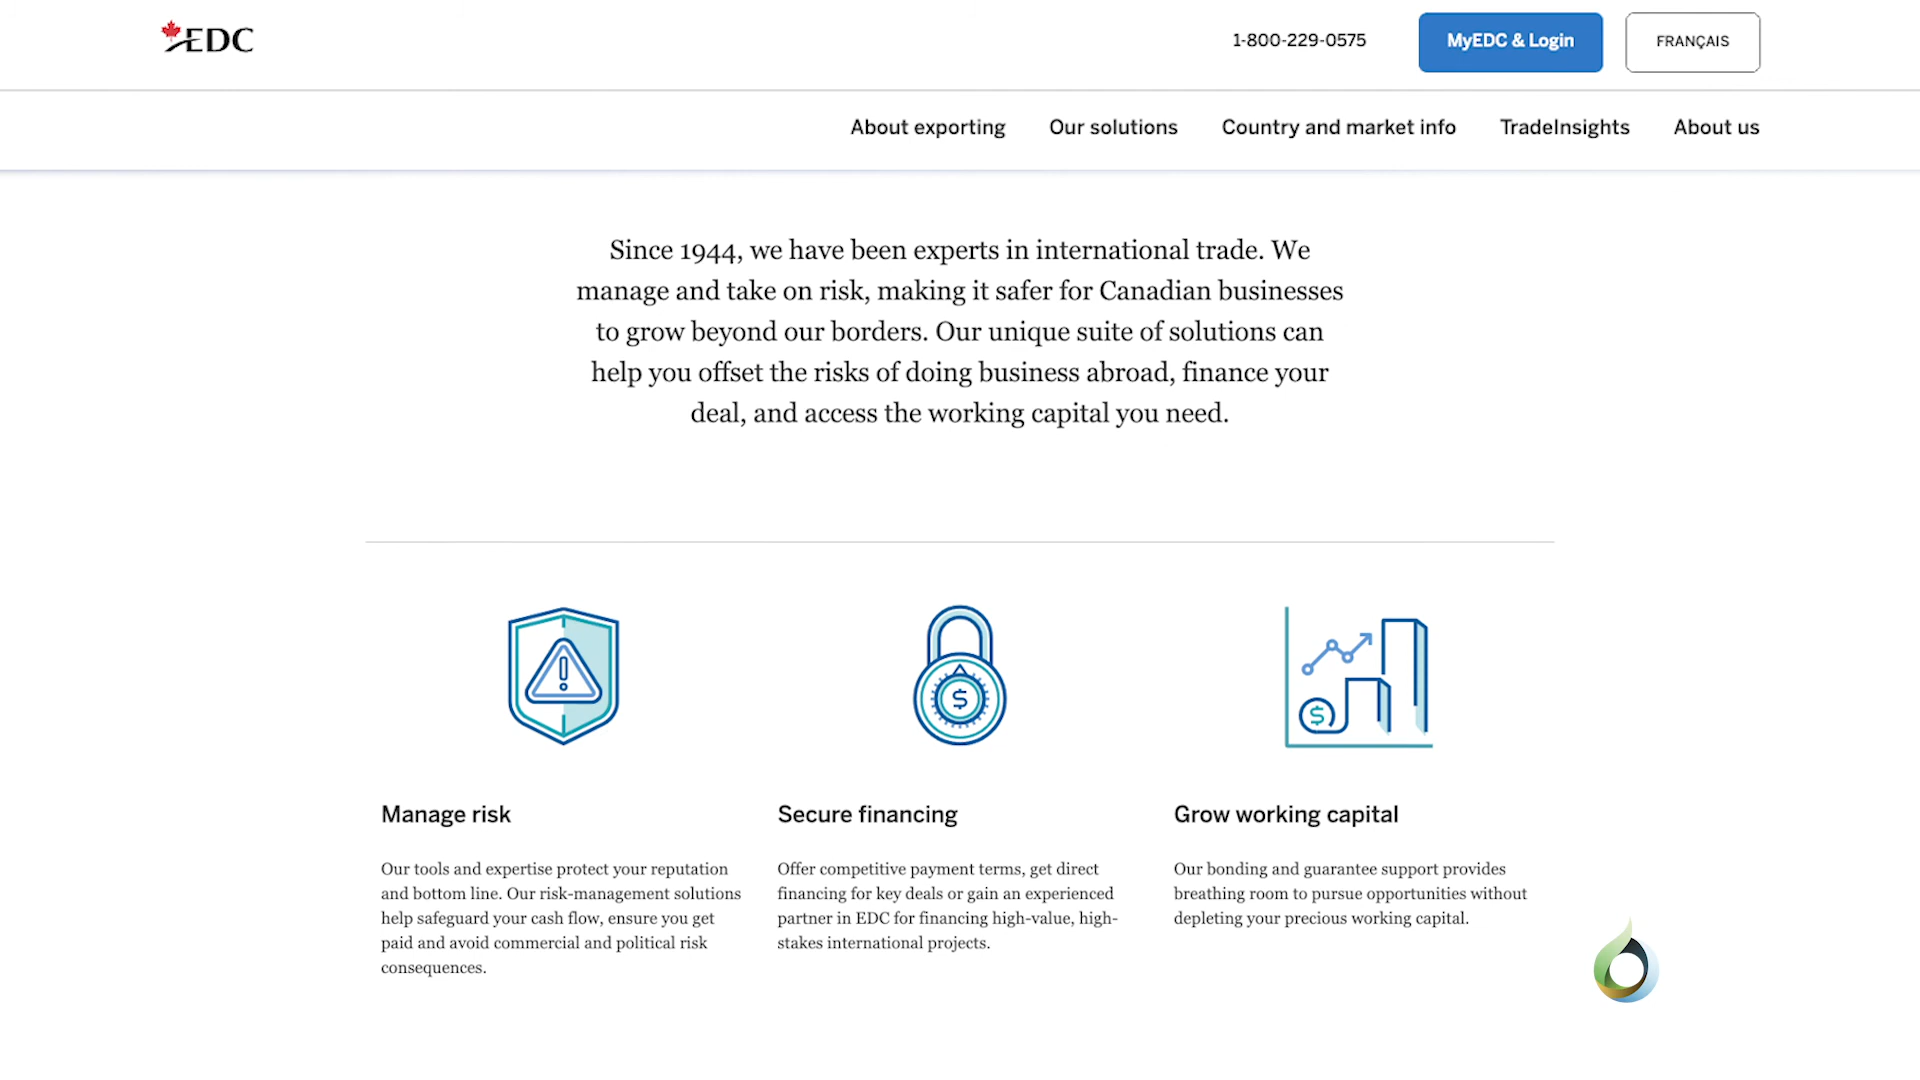 EDC
1-800-229-0575
MyEDC & Login
FRANÇAIS
About exporting
Our solutions
Country and market info
TradeInsights
About us
Since 1944, we have been experts in international trade. We
manage and take on risk, making it safer for Canadian businesses
to grow beyond our borders. Our unique suite of solutions can
help you offset the risks of doing business abroad, finance your
deal, and access the working capital you need.
$
$
Manage risk
Our tools and expertise protect your reputation
and bottom line. Our risk-management solutions
help safeguard your cash flow, ensure you get
paid and avoid commercial and political risk
consequences.
Secure financing
Offer competitive payment terms, get direct
financing for key deals or gain an experienced
partner in EDC for financing high-value, high-
stakes international projects.
Grow working capital
Our bonding and guarantee support provides
breathing room to pursue opportunities without
depleting your precious working capital.